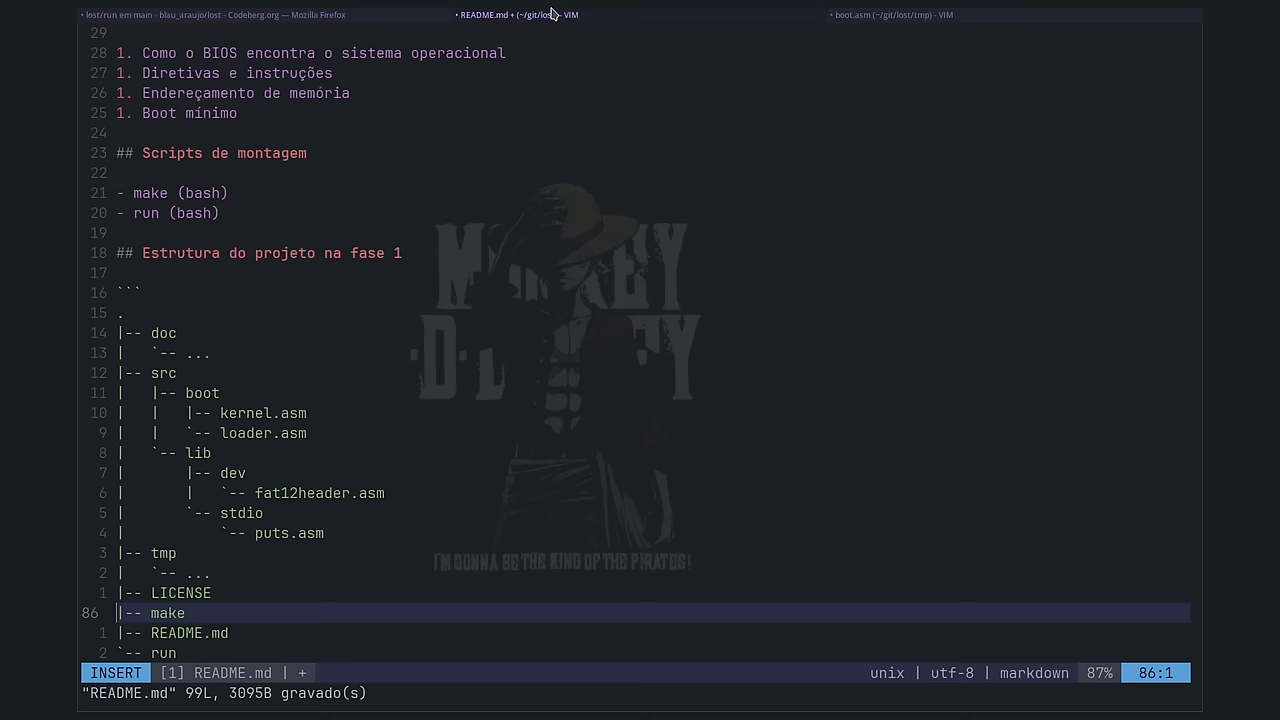 • lost/run em main - blau_araujo/lost - Codeberg.org — Mozilla Firefox
• README.md + (~/git/lost) - VIM
• boot.asm (~/git/lost/tmp) - VIM
29
28 1. Como o BIOS encontra o sistema operacional
27 1. Diretivas e instruções
26 1. Endereçamento de memória
25 1. Boot mínimo
24
23 ## Scripts de montagem
22
21 - make (bash)
20 - run (bash)
19
18 ## Estrutura do projeto na fase 1
17
16 ```
15 .
14 |-- doc
13 |   `-- ...
12 |-- src
11 |   |-- boot
10 |   |   |-- kernel.asm
9 |   |   `-- loader.asm
8 |   `-- lib
7 |       |-- dev
6 |       |   `-- fat12header.asm
5 |       `-- stdio
4 |           `-- puts.asm
3 |-- tmp
2 |   `-- ...
1 |-- LICENSE
86 |-- make
1 |-- README.md
2 `-- run
MONKEY
·D· LUFFY
I'M GONNA BE THE KING OF THE PIRATES!
INSERT [1] README.md | + unix | utf-8 | markdown 87% 86:1
"README.md" 99L, 3095B gravado(s)